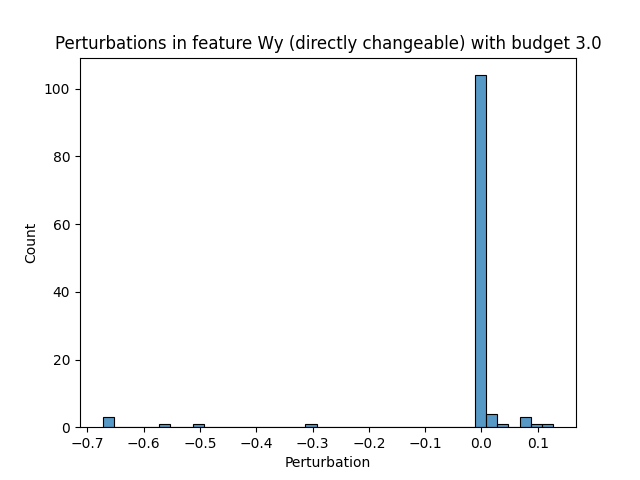 Perturbations in feature Wy (directly changeable) with budget 3.0
Count
100
80
60
40
20
0
−0.7 −0.6 −0.5 −0.4 −0.3 −0.2 −0.1 0.0 0.1
Perturbation